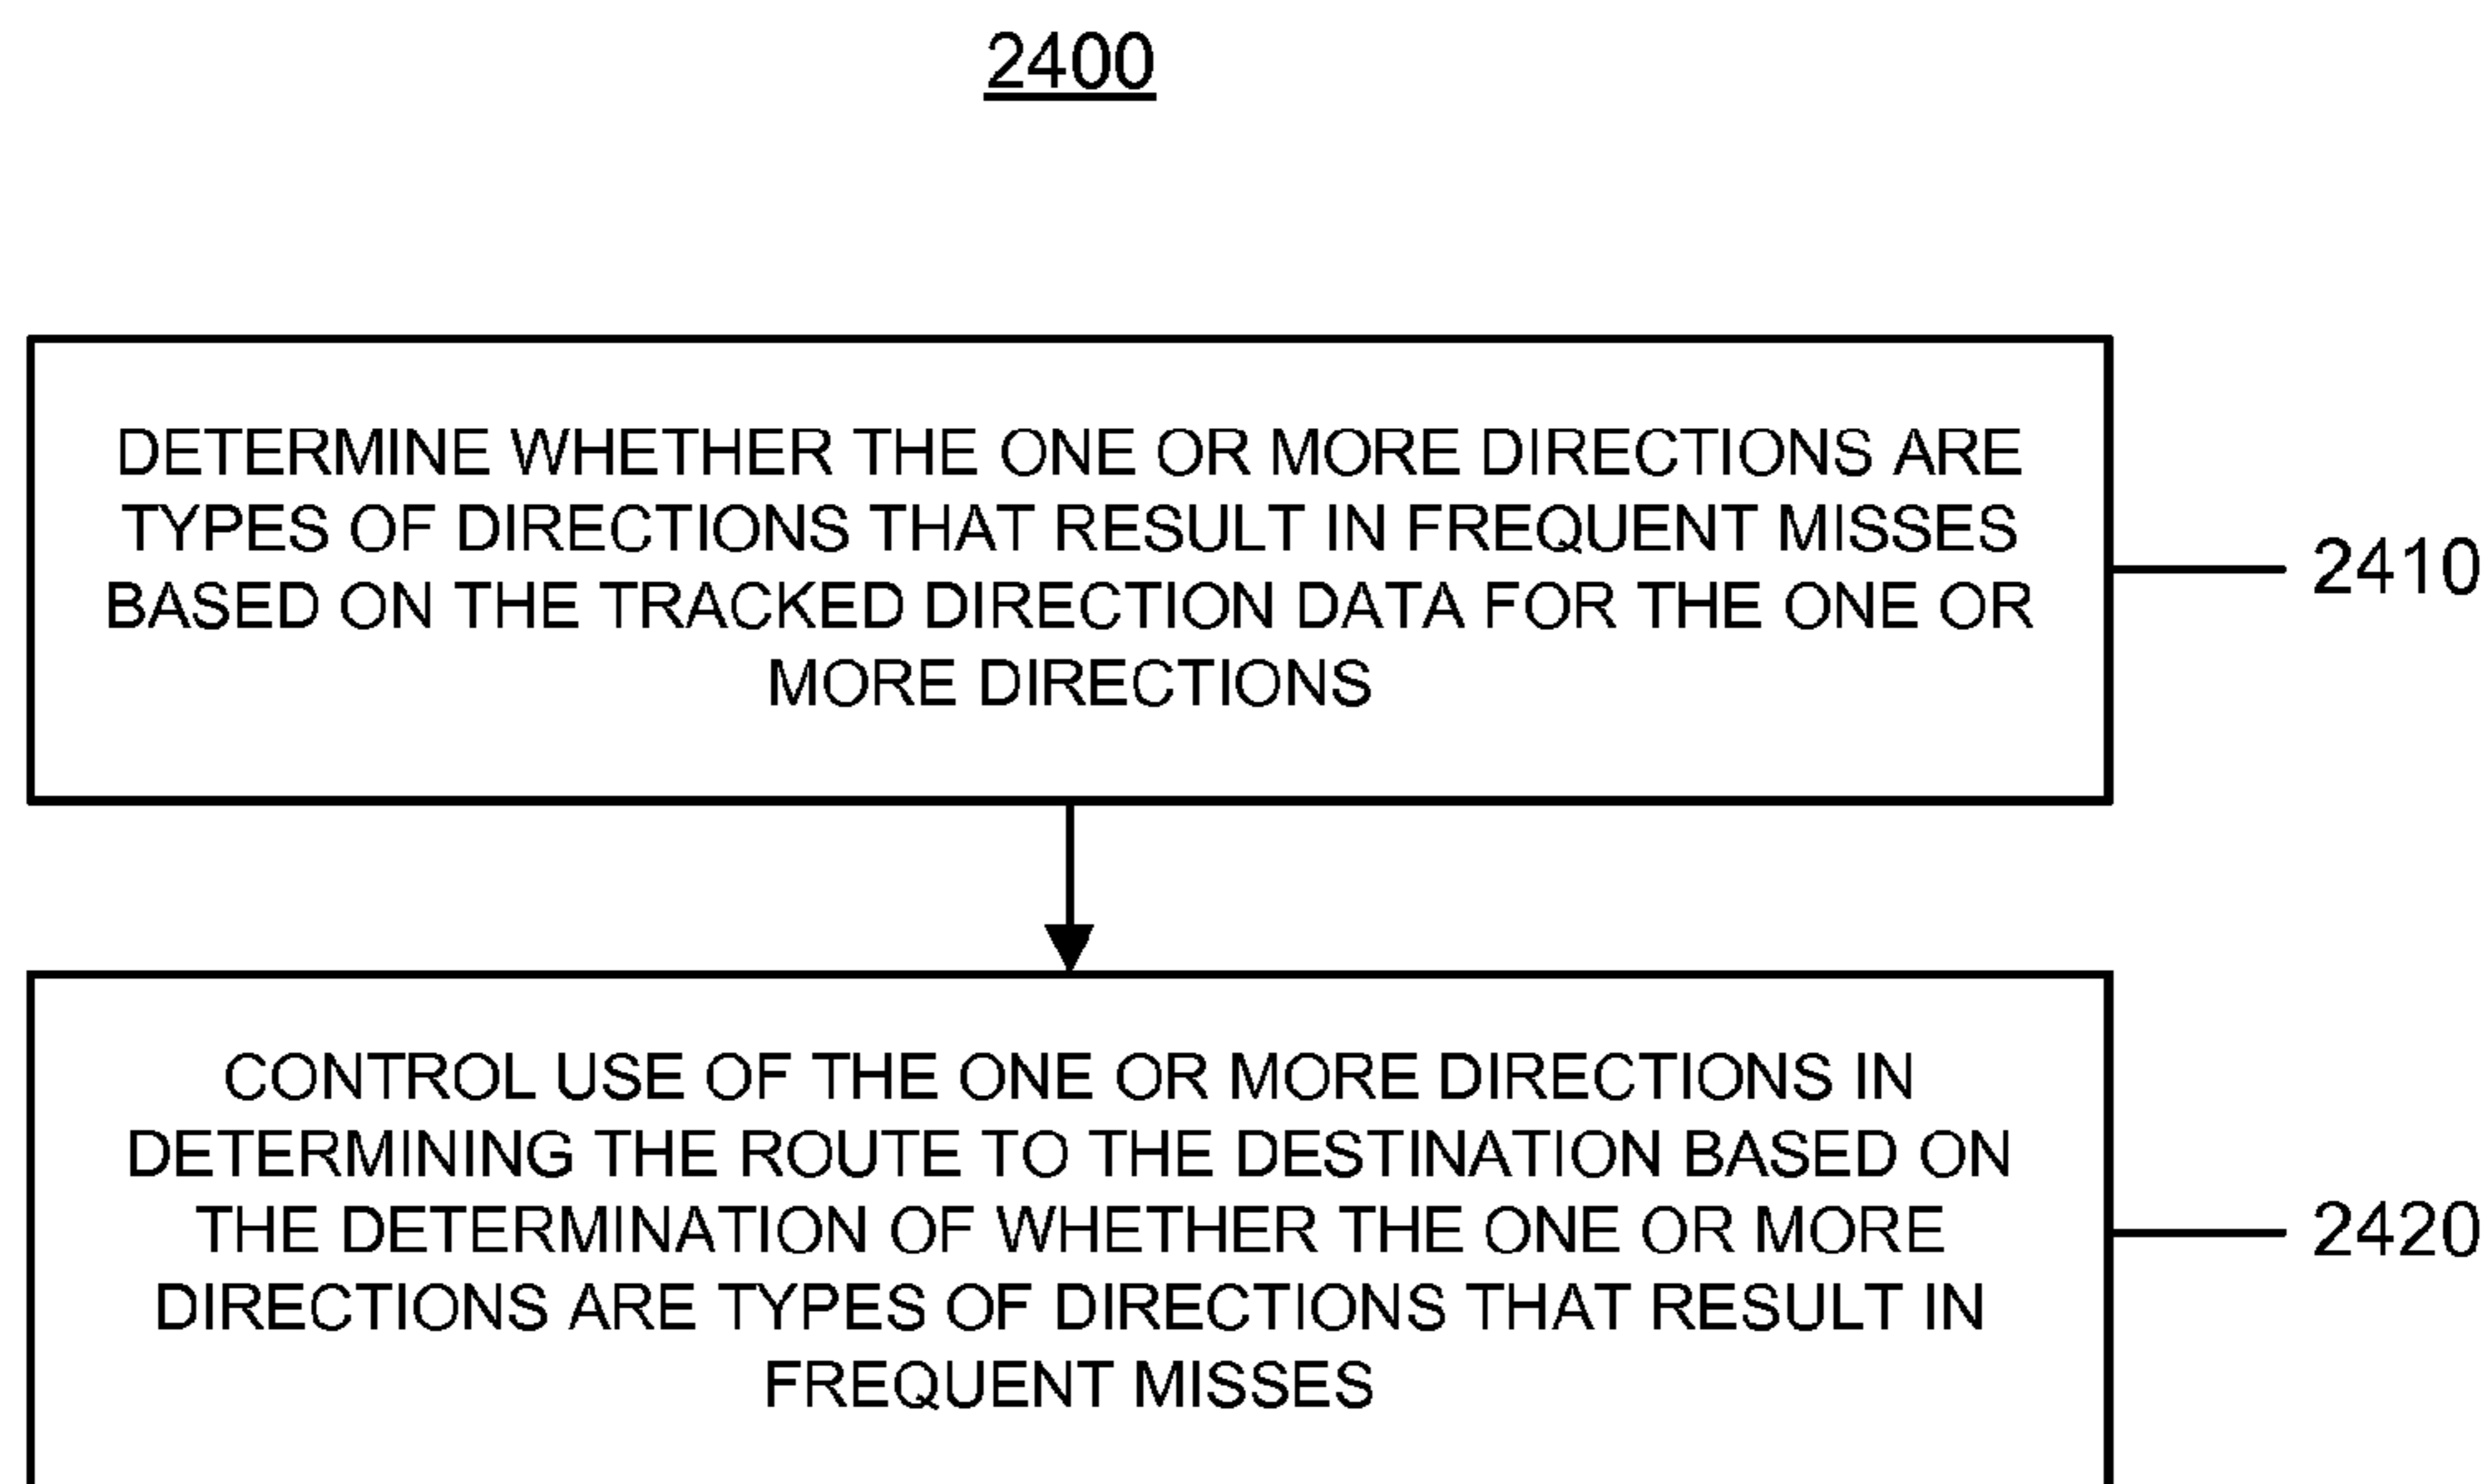 2400
DETERMINE WHETHER THE ONE OR MORE DIRECTIONS ARE
TYPES OF DIRECTIONS THAT RESULT IN FREQUENT MISSES
BASED ON THE TRACKED DIRECTION DATA FOR THE ONE OR
MORE DIRECTIONS
2410
CONTROL USE OF THE ONE OR MORE DIRECTIONS IN
DETERMINING THE ROUTE TO THE DESTINATION BASED ON
THE DETERMINATION OF WHETHER THE ONE OR MORE
DIRECTIONS ARE TYPES OF DIRECTIONS THAT RESULT IN
FREQUENT MISSES
2420